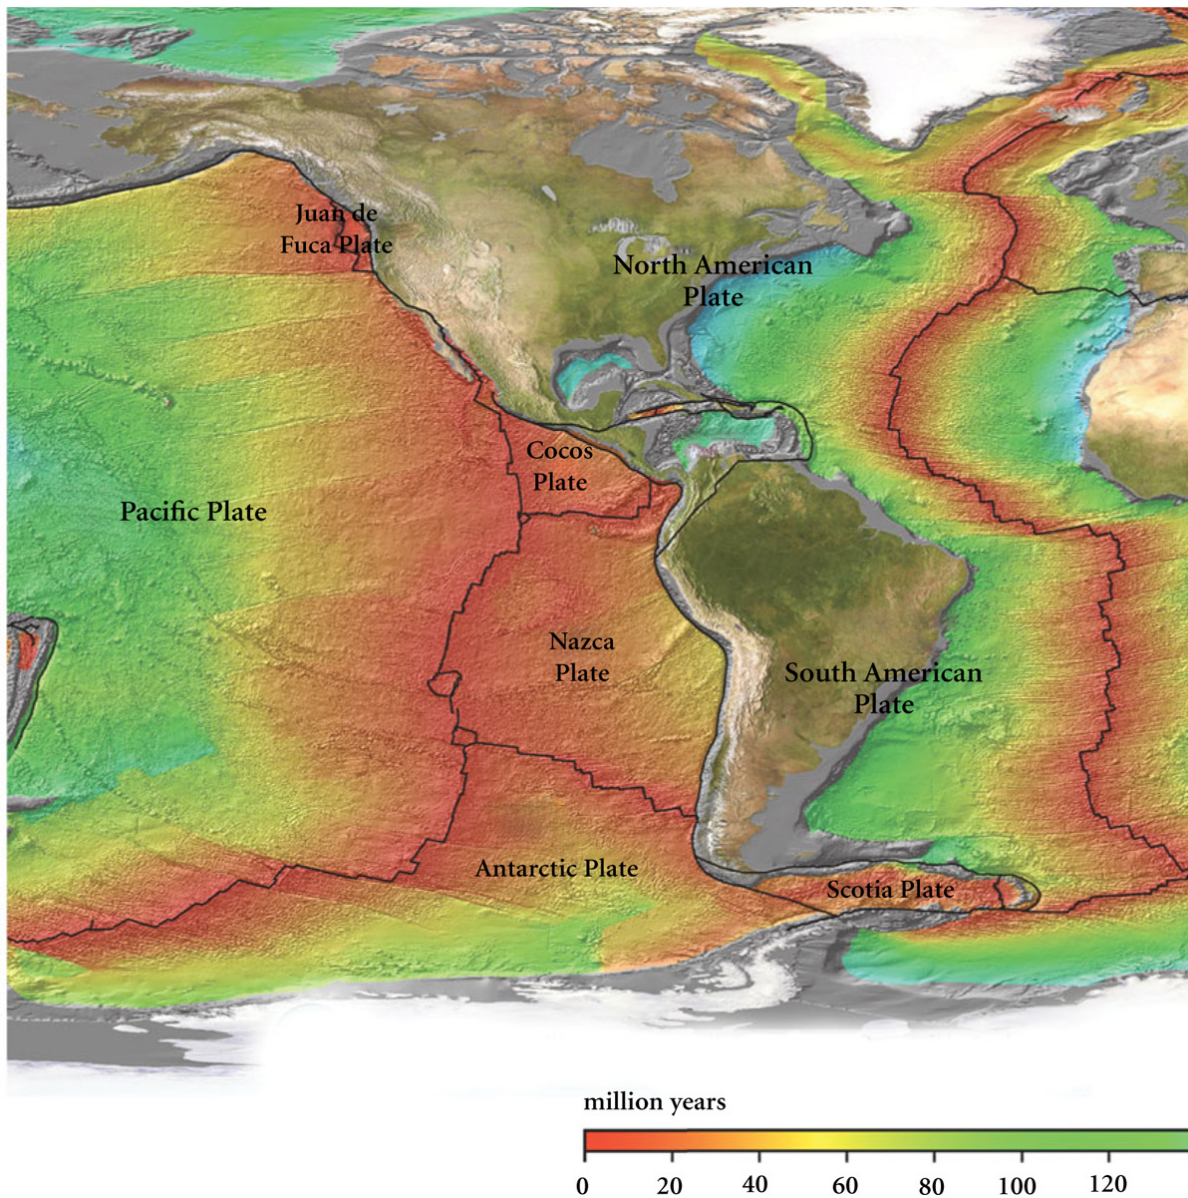 Juan de
Fuca Plate
North American
Plate
Cocos
Plate
Pacific Plate
Nazca
Plate
South American
Plate
Antarctic Plate
Scotia Plate
million years
0 20 40 60 80 100 120